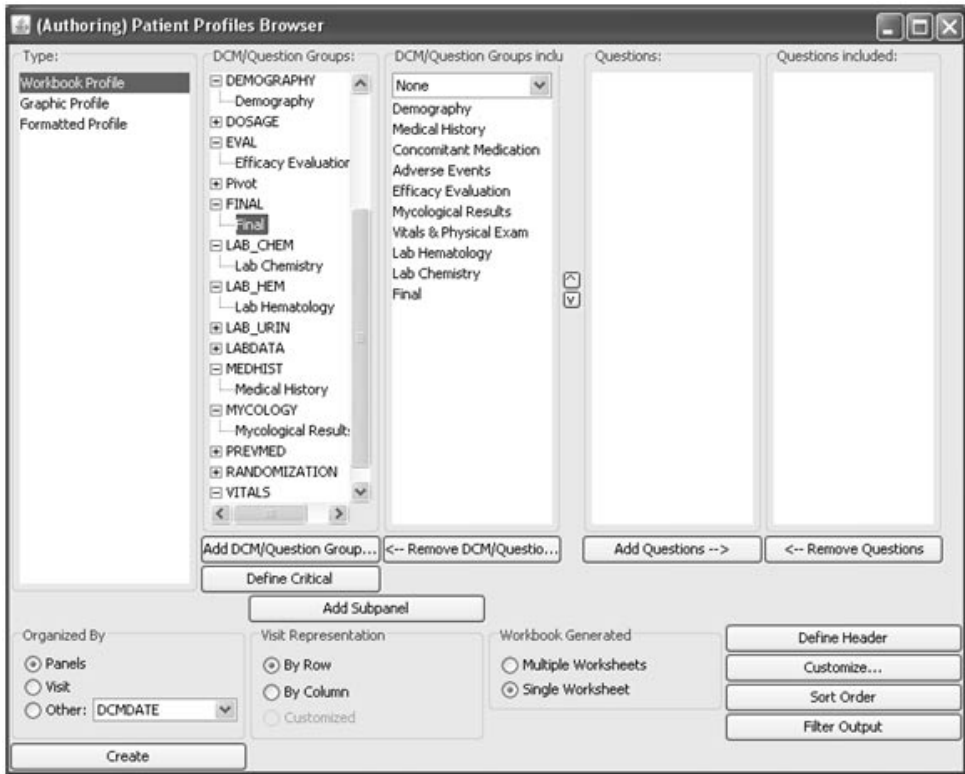 (Authoring) Patient Profiles Browser
Type:
Workbook Profile
Graphic Profile
Formatted Profile
DCM/Question Groups:
DEMOGRAPHY
Demography
DOSAGE
EVAL
Efficacy Evaluation
Pivot
FINAL
Final
LAB_CHEM
Lab Chemistry
LAB_HEM
Lab Hematology
LAB_URIN
LABDATA
MEDHIST
Medical History
MYCOLOGY
Mycological Result
PREVMED
RANDOMIZATION
VITALS
Add DCM/Question Group...
Define Critical
DCM/Question Groups inclu
None
Demography
Medical History
Concomitant Medication
Adverse Events
Efficacy Evaluation
Mycological Results
Vitals & Physical Exam
Lab Hematology
Lab Chemistry
Final
<-- Remove DCM/Questio...
Questions:
Add Questions -->
Questions included:
<-- Remove Questions
Add Subpanel
Organized By
Panels
Visit
Other: DCMDATE
Visit Representation
By Row
By Column
Customized
Workbook Generated
Multiple Worksheets
Single Worksheet
Define Header
Customize...
Sort Order
Filter Output
Create